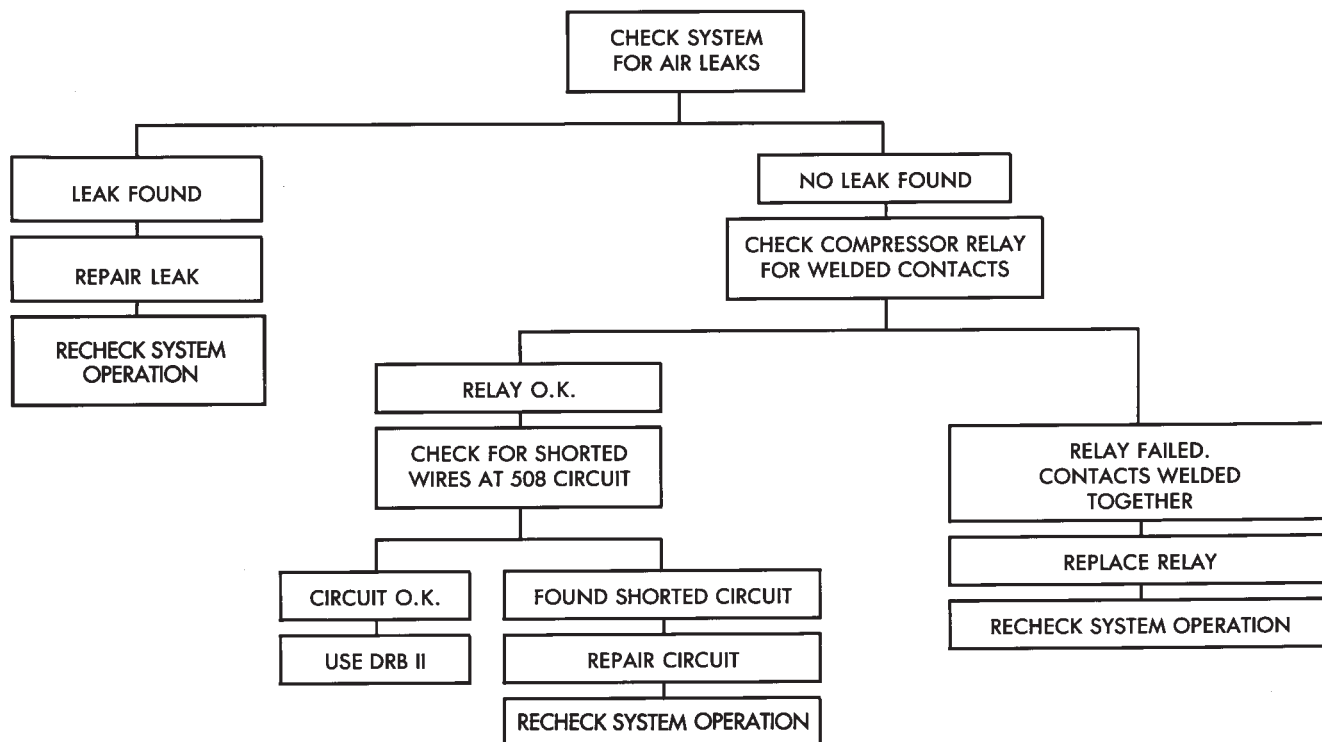 CHECK SYSTEM
FOR AIR LEAKS
LEAK FOUND
REPAIR LEAK
RECHECK SYSTEM
OPERATION
NO LEAK FOUND
CHECK COMPRESSOR RELAY
FOR WELDED CONTACTS
RELAY O.K.
CHECK FOR SHORTED
WIRES AT 508 CIRCUIT
CIRCUIT O.K.
USE DRB II
FOUND SHORTED CIRCUIT
REPAIR CIRCUIT
RECHECK SYSTEM OPERATION
RELAY FAILED.
CONTACTS WELDED
TOGETHER
REPLACE RELAY
RECHECK SYSTEM OPERATION